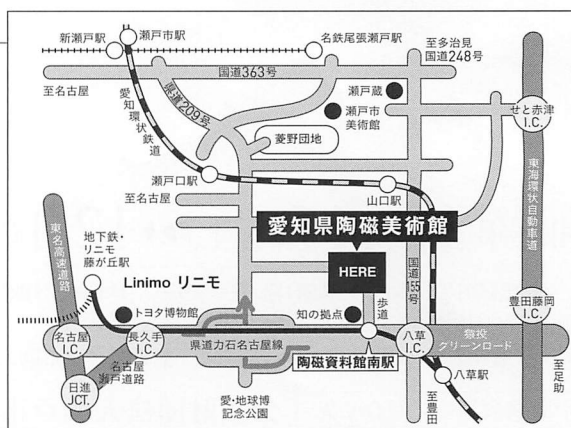 新瀬戸駅
瀬戸市駅
名鉄尾張瀬戸駅
至多治見
国道248号
国道363号
至名古屋
県道209号
愛知環状鉄道
瀬戸蔵
瀬戸市
美術館
菱野団地
せと赤津
I.C.
瀬戸口駅
山口駅
至名古屋
東海環状自動車道
愛知県陶磁美術館
HERE
東名高速道路
地下鉄・
リニモ
藤が丘駅
Linimo リニモ
国道155号
歩道
トヨタ博物館
知の拠点
豊田藤岡
I.C.
名古屋
I.C.
長久手
I.C.
県道力石名古屋線
八草
I.C.
猿投
グリーンロード
陶磁資料館南駅
名古屋
瀬戸道路
日進
JCT.
愛・地球博
記念公園
八草駅
至豊田
至足助